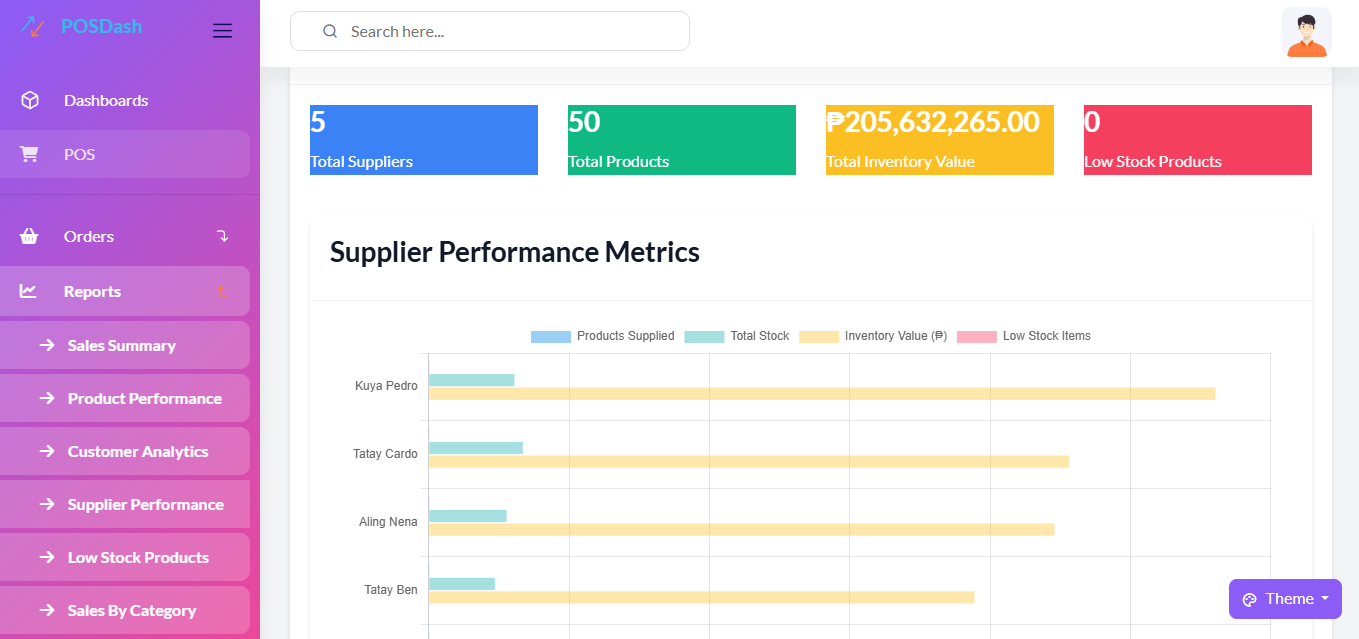 POSDash
Search here...
Dashboards
POS
Orders
Reports
Sales Summary
Product Performance
Customer Analytics
Supplier Performance
Low Stock Products
Sales By Category
5
Total Suppliers
50
Total Products
₱205,632,265.00
Total Inventory Value
0
Low Stock Products
Supplier Performance Metrics
Products Supplied Total Stock Inventory Value (₱) Low Stock Items
Kuya Pedro
Tatay Cardo
Aling Nena
Tatay Ben
Theme